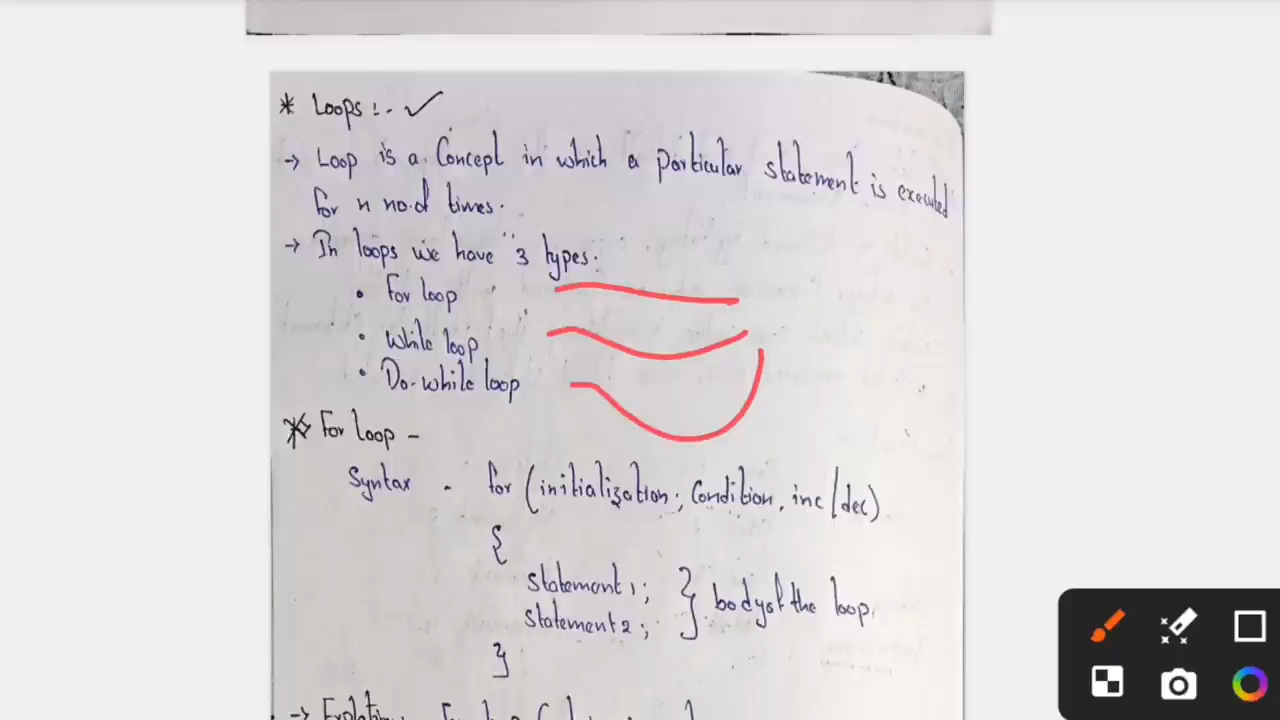 * Loops :-
→ Loop is a Concept in which a particular statement is executed
for n no.of times.
→ In loops we have 3 types.
• For loop
• While loop
• Do-while loop
* For loop -
Syntax - for (initialization; Condition, inc/dec)
{
statement1;
statement2; } body of the loop.
}